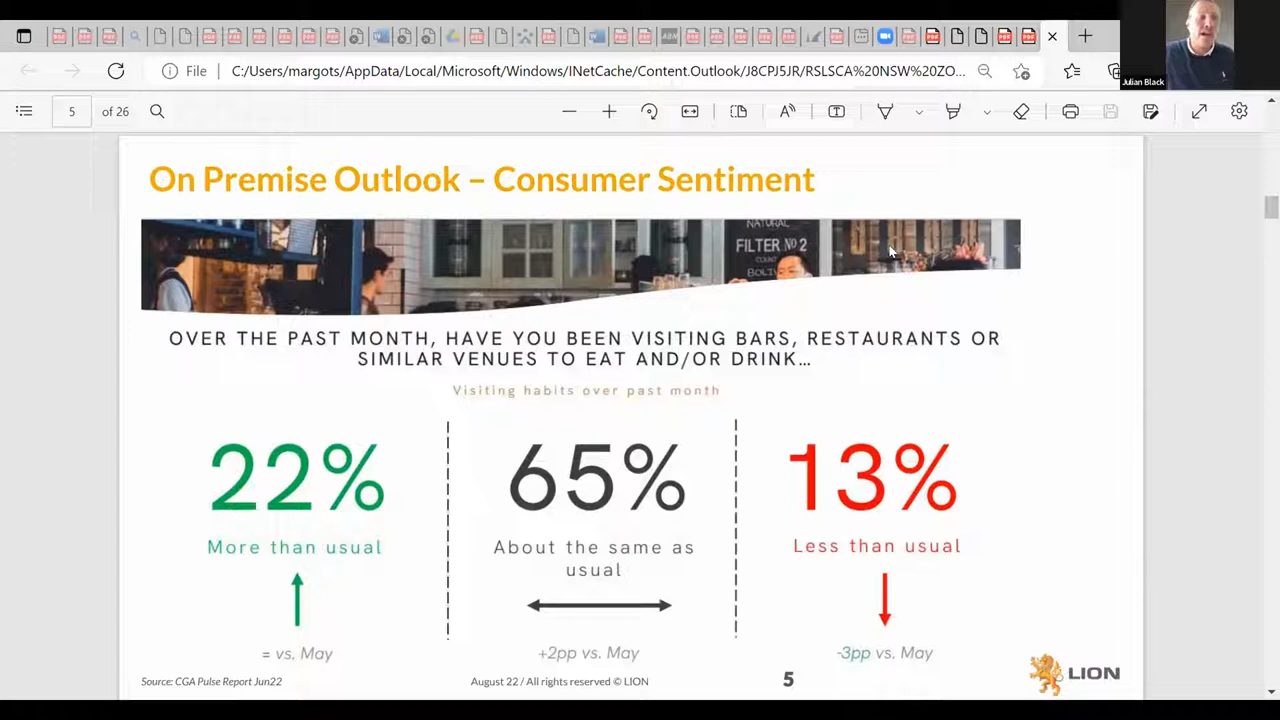 Julian Black
File
C:/Users/margots/AppData/Local/Microsoft/Windows/INetCache/Content.Outlook/J8CPJ5JR/RSLSCA%20NSW%20ZO...
5 of 26
On Premise Outlook – Consumer Sentiment
NATURAL
FILTER NO 2
COUNT
BOLIV
OVER THE PAST MONTH, HAVE YOU BEEN VISITING BARS, RESTAURANTS OR
SIMILAR VENUES TO EAT AND/OR DRINK...
Visiting habits over past month
22%
More than usual
= vs. May
65%
About the same as
usual
+2pp vs. May
13%
Less than usual
-3pp vs. May
Source: CGA Pulse Report Jun22
August 22 / All rights reserved © LION
5
LION